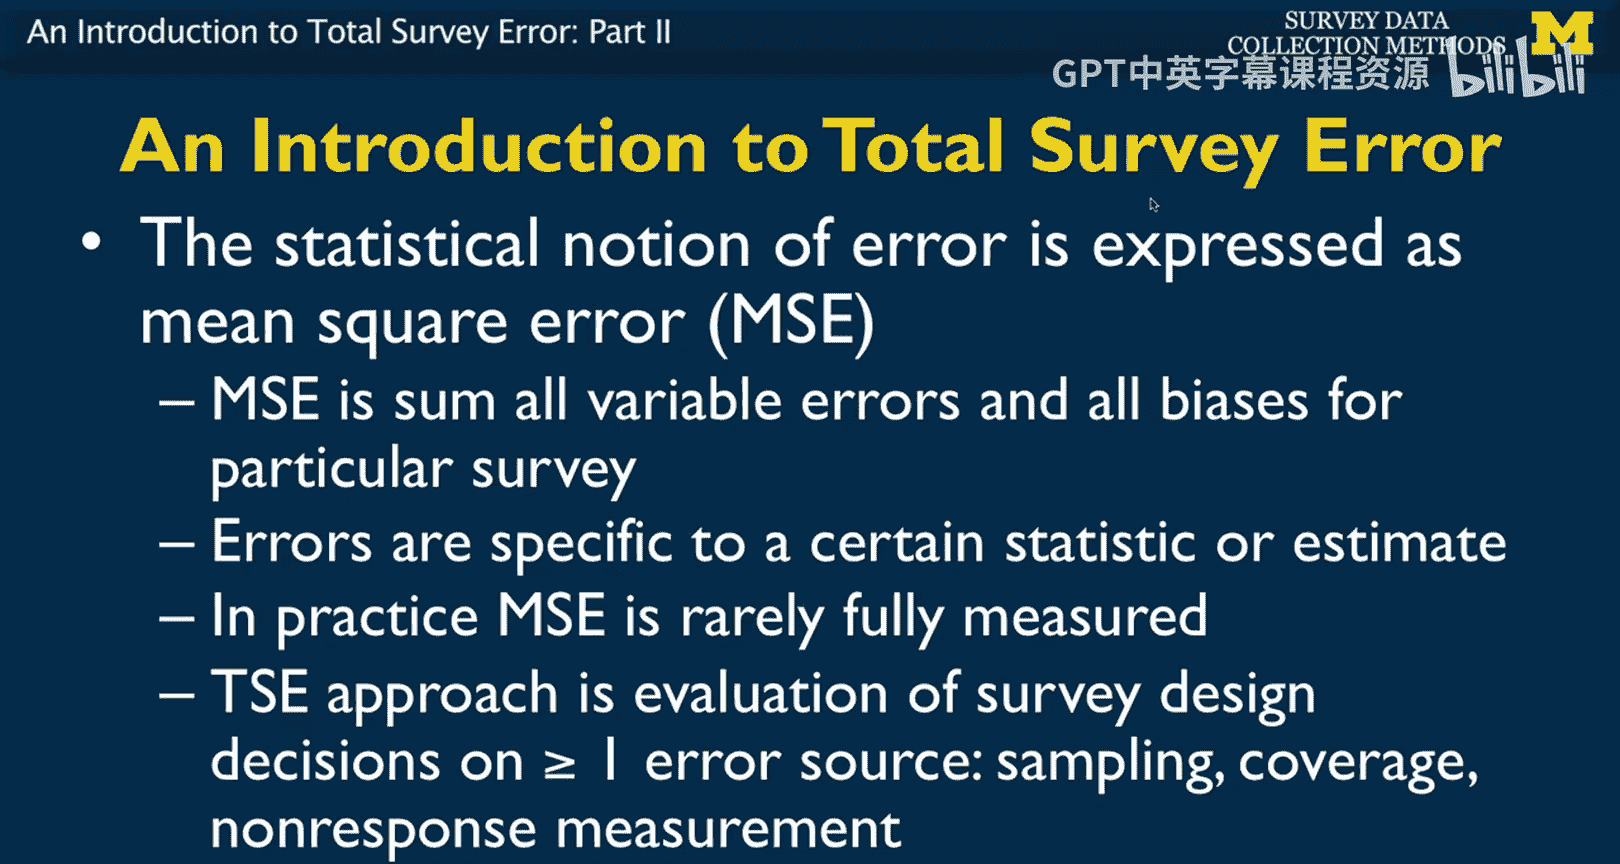 An Introduction to Total Survey Error: Part II
SURVEY DATA
COLLECTION METHODS
M
GPT中英字幕课程资源 bilibili
An Introduction to Total Survey Error
• The statistical notion of error is expressed as
mean square error (MSE)
– MSE is sum all variable errors and all biases for
particular survey
– Errors are specific to a certain statistic or estimate
– In practice MSE is rarely fully measured
– TSE approach is evaluation of survey design
decisions on ≥ 1 error source: sampling, coverage,
nonresponse measurement